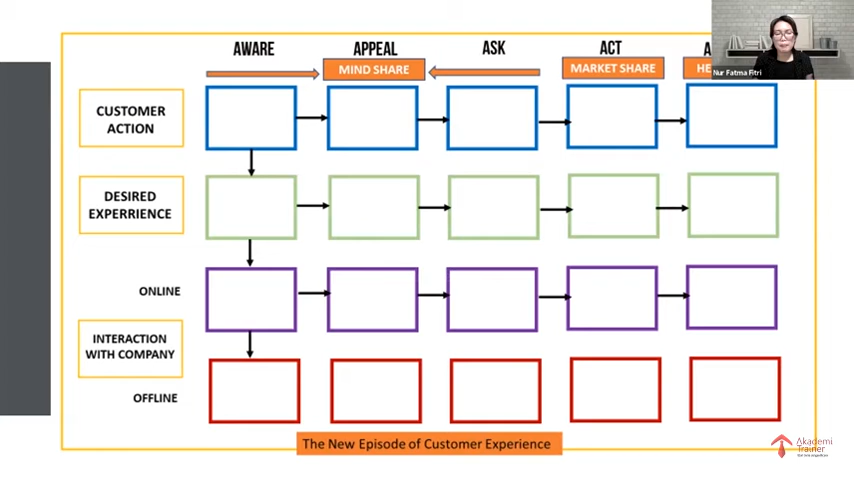 AWARE
APPEAL
ASK
ACT
A
MIND SHARE
MARKET SHARE
HE
Nur Fatma Fitri
CUSTOMER
ACTION
DESIRED
EXPERRIENCE
ONLINE
INTERACTION
WITH COMPANY
OFFLINE
The New Episode of Customer Experience
Akademi
Trainer